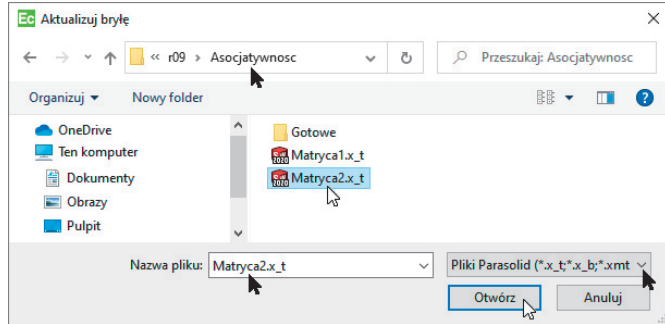 Ec Aktualizuj bryłę
« r09 › Asocjatywnosc
Przeszukaj: Asocjatywnosc
Organizuj Nowy folder
OneDrive
Ten komputer
Dokumenty
Obrazy
Pulpit
Gotowe
Matryca1.x_t
Matryca2.x_t
Nazwa pliku: Matryca2.x_t
Pliki Parasolid (*.x_t;*.x_b;*.xmt
Otwórz Anuluj